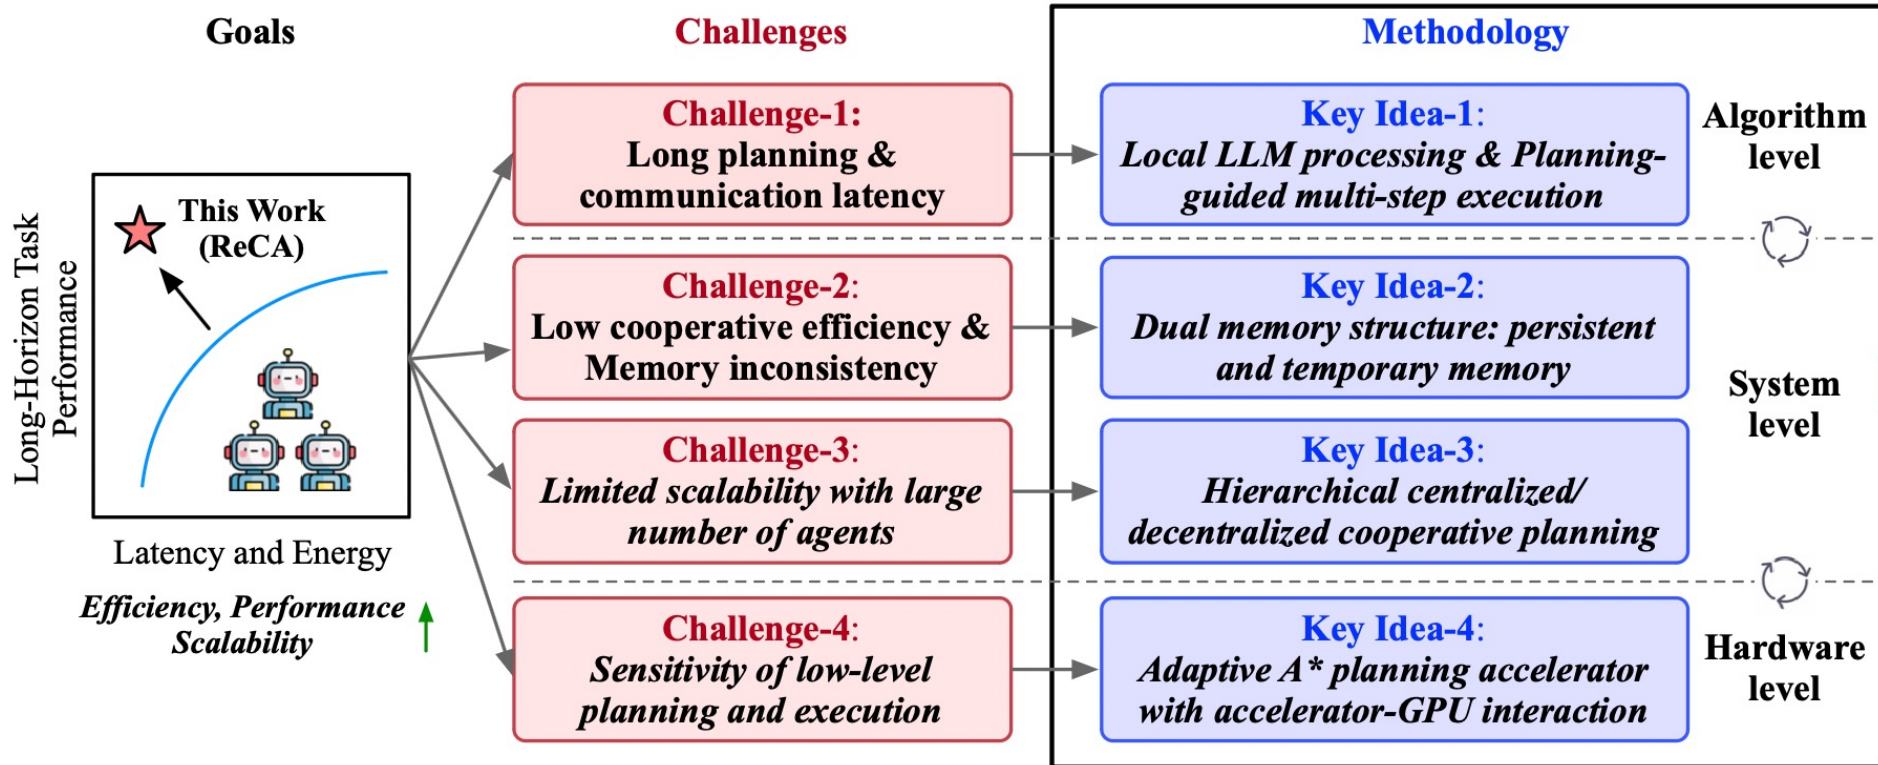 Goals
Long-Horizon Task
Performance
This Work
(ReCA)
Latency and Energy
Efficiency, Performance
Scalability
Challenges
Challenge-1:
Long planning &
communication latency
Challenge-2:
Low cooperative efficiency &
Memory inconsistency
Challenge-3:
Limited scalability with large
number of agents
Challenge-4:
Sensitivity of low-level
planning and execution
Methodology
Key Idea-1:
Local LLM processing & Planning-
guided multi-step execution
Key Idea-2:
Dual memory structure: persistent
and temporary memory
Key Idea-3:
Hierarchical centralized/
decentralized cooperative planning
Key Idea-4:
Adaptive A* planning accelerator
with accelerator-GPU interaction
Algorithm
level
System
level
Hardware
level